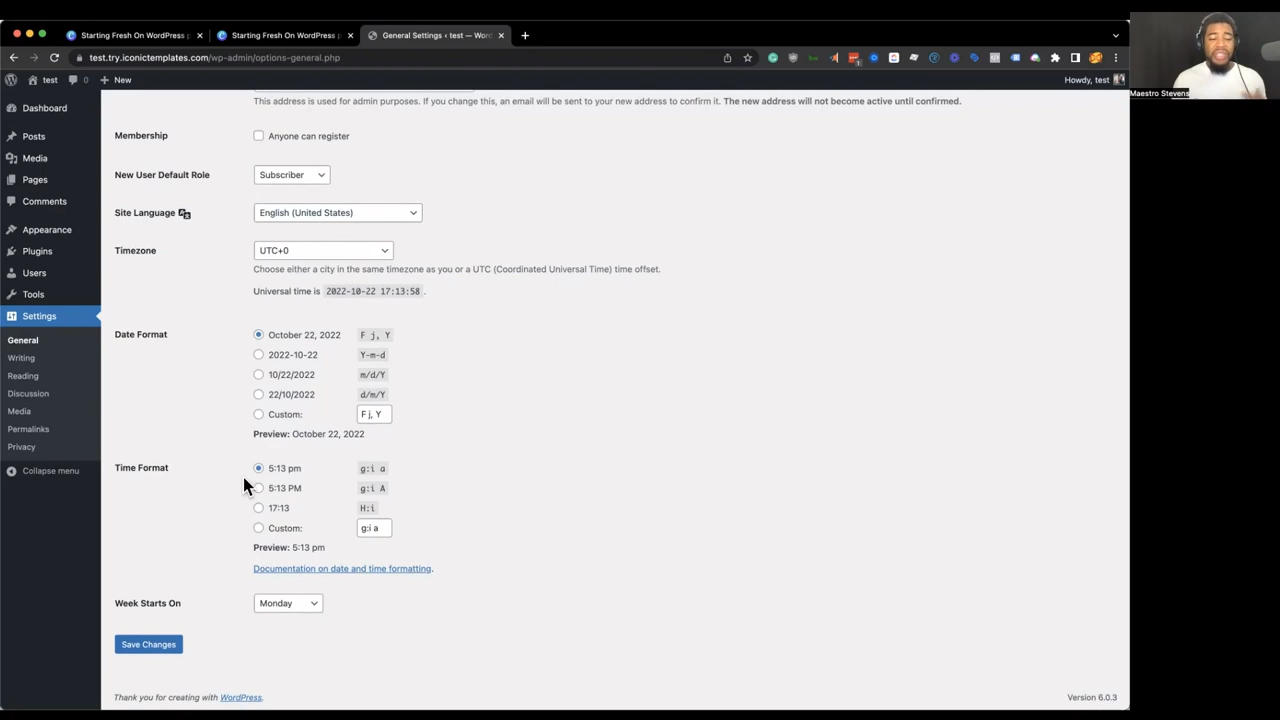 Starting Fresh On WordPress p
Starting Fresh On WordPress p
General Settings ‹ test — Word
test.try.iconictemplates.com/wp-admin/options-general.php
test
0
New
Howdy, test
Maestro Stevens
Dashboard
Posts
Media
Pages
Comments
Appearance
Plugins
Users
Tools
Settings
General
Writing
Reading
Discussion
Media
Permalinks
Privacy
Collapse menu
This address is used for admin purposes. If you change this, an email will be sent to your new address to confirm it. The new address will not become active until confirmed.
Membership
Anyone can register
New User Default Role
Subscriber
Site Language
English (United States)
Timezone
UTC+0
Choose either a city in the same timezone as you or a UTC (Coordinated Universal Time) time offset.
Universal time is 2022-10-22 17:13:58 .
Date Format
October 22, 2022 F j, Y
2022-10-22 Y-m-d
10/22/2022 m/d/Y
22/10/2022 d/m/Y
Custom: F j, Y
Preview: October 22, 2022
Time Format
5:13 pm g:i a
5:13 PM g:i A
17:13 H:i
Custom: g:i a
Preview: 5:13 pm
Documentation on date and time formatting.
Week Starts On
Monday
Save Changes
Thank you for creating with WordPress.
Version 6.0.3